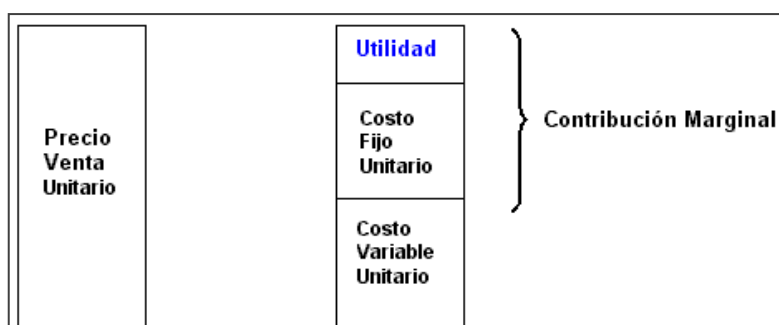 Utilidad
Precio
Venta
Unitario
Costo
Fijo
Unitario
Contribución Marginal
Costo
Variable
Unitario